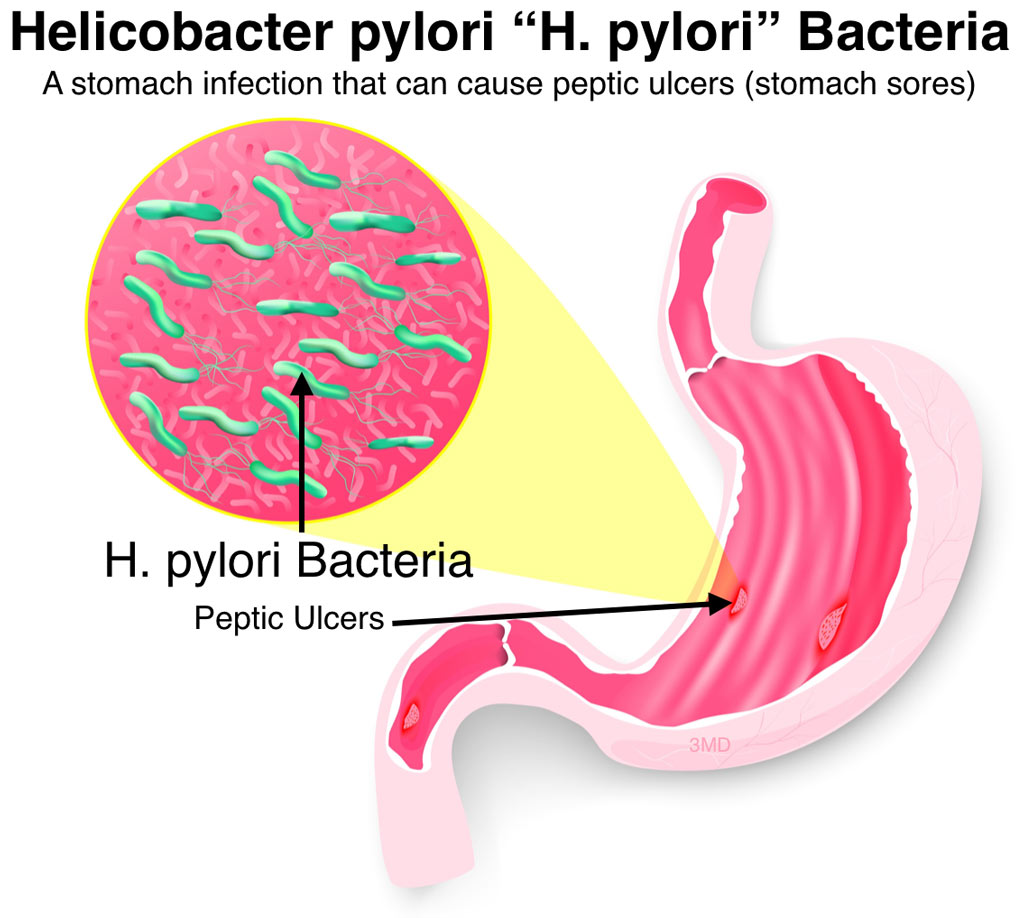 Helicobacter pylori “H. pylori” Bacteria
A stomach infection that can cause peptic ulcers (stomach sores)
H. pylori Bacteria
Peptic Ulcers
3MD